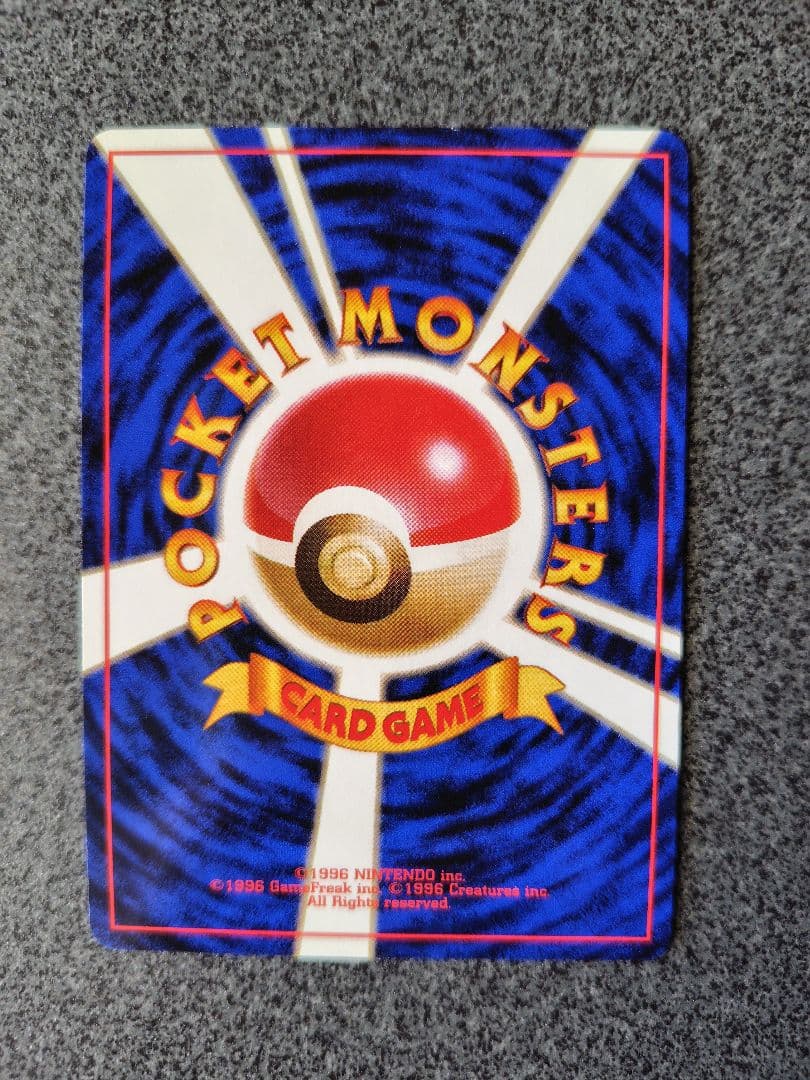 POCKET MONSTERS
CARD GAME
©1996 NINTENDO inc.
©1996 GameFreak inc. ©1996 Creatures inc.
All Rights reserved.